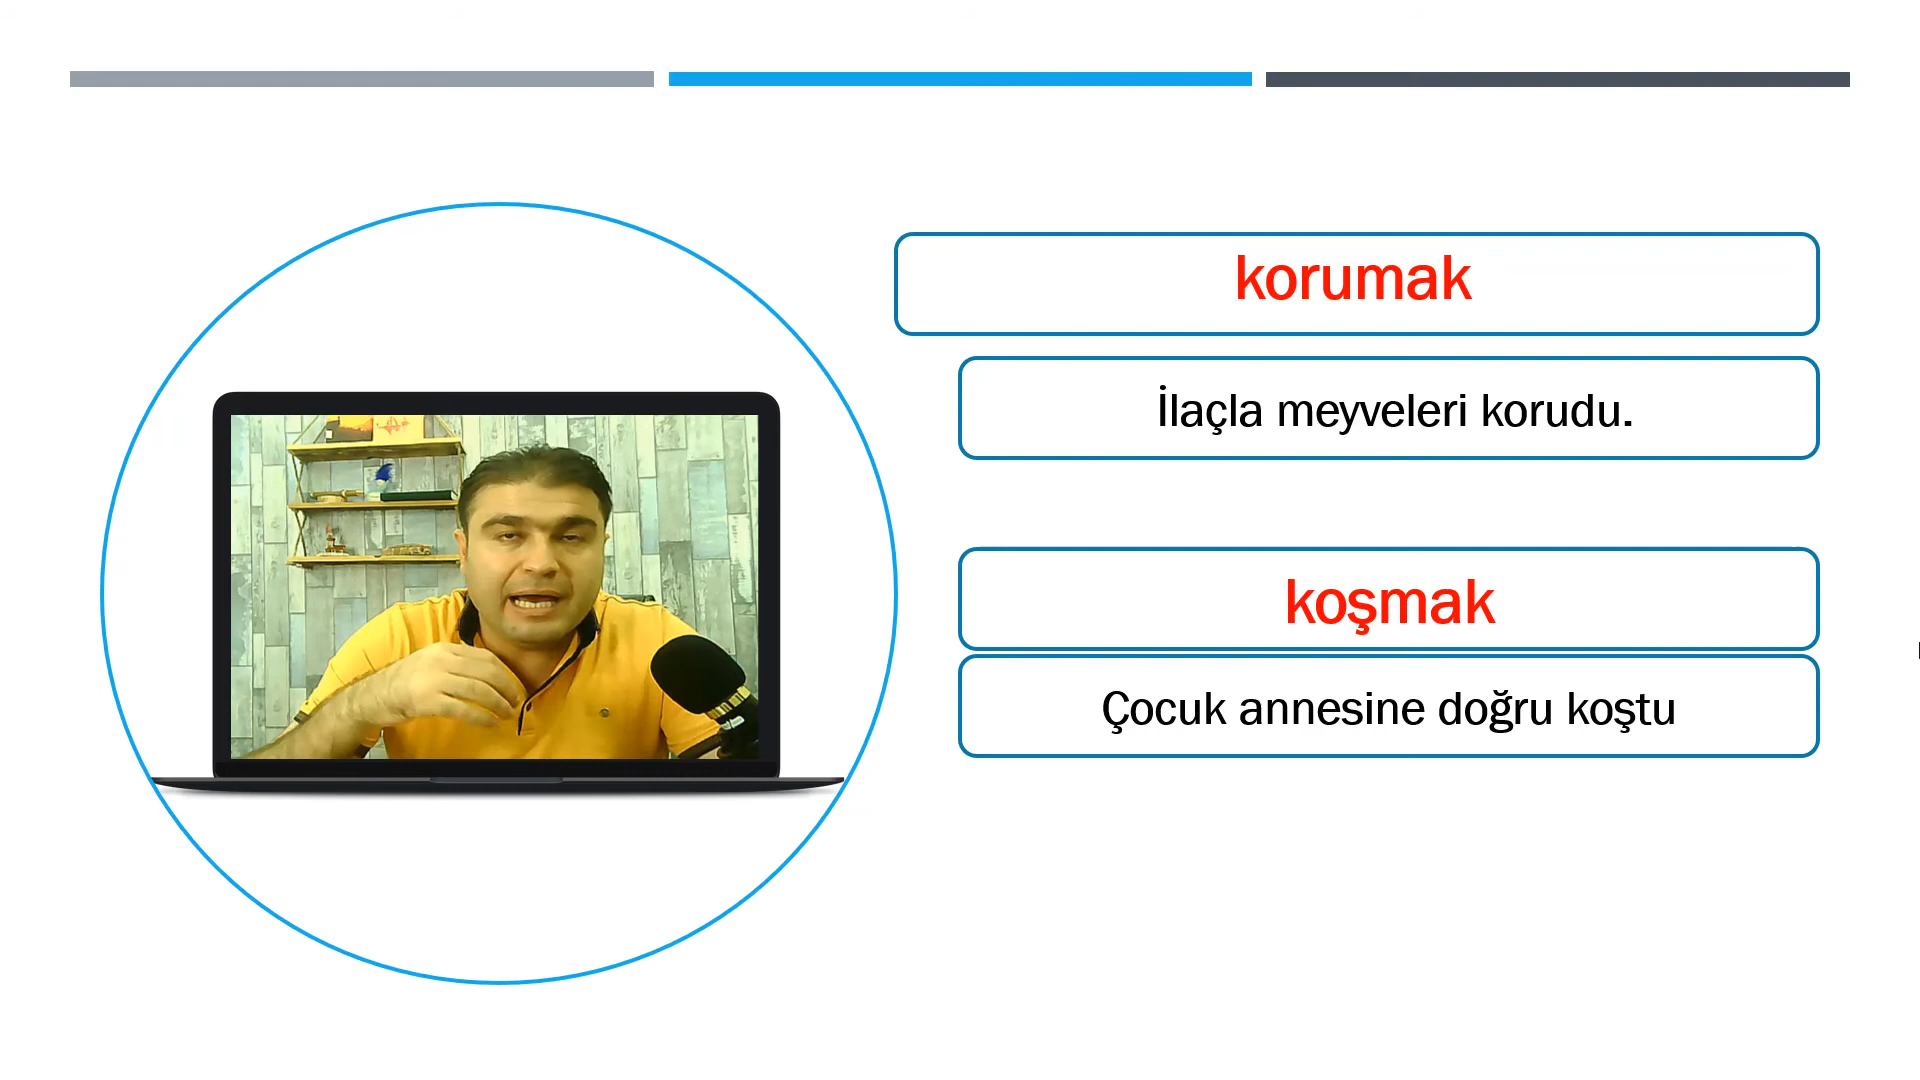 korumak
İlaçla meyveleri korudu.
koşmak
Çocuk annesine doğru koştu